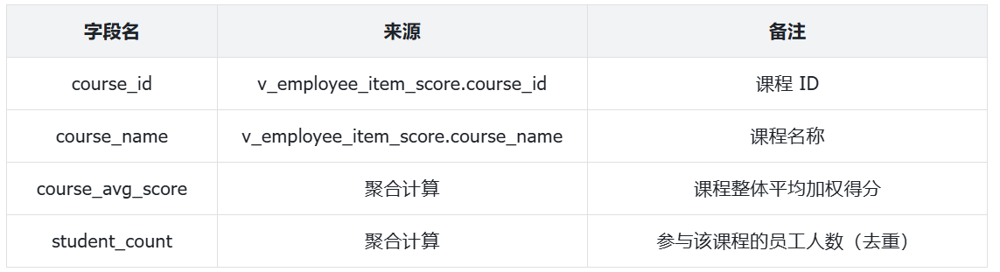 字段名 来源 备注
course_id v_employee_item_score.course_id 课程 ID
course_name v_employee_item_score.course_name 课程名称
course_avg_score 聚合计算 课程整体平均加权得分
student_count 聚合计算 参与该课程的员工人数（去重）